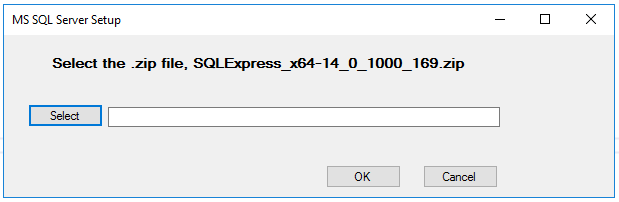 MS SQL Server Setup
Select the .zip file, SQLExpress_x64-14_0_1000_169.zip
Select
OK Cancel